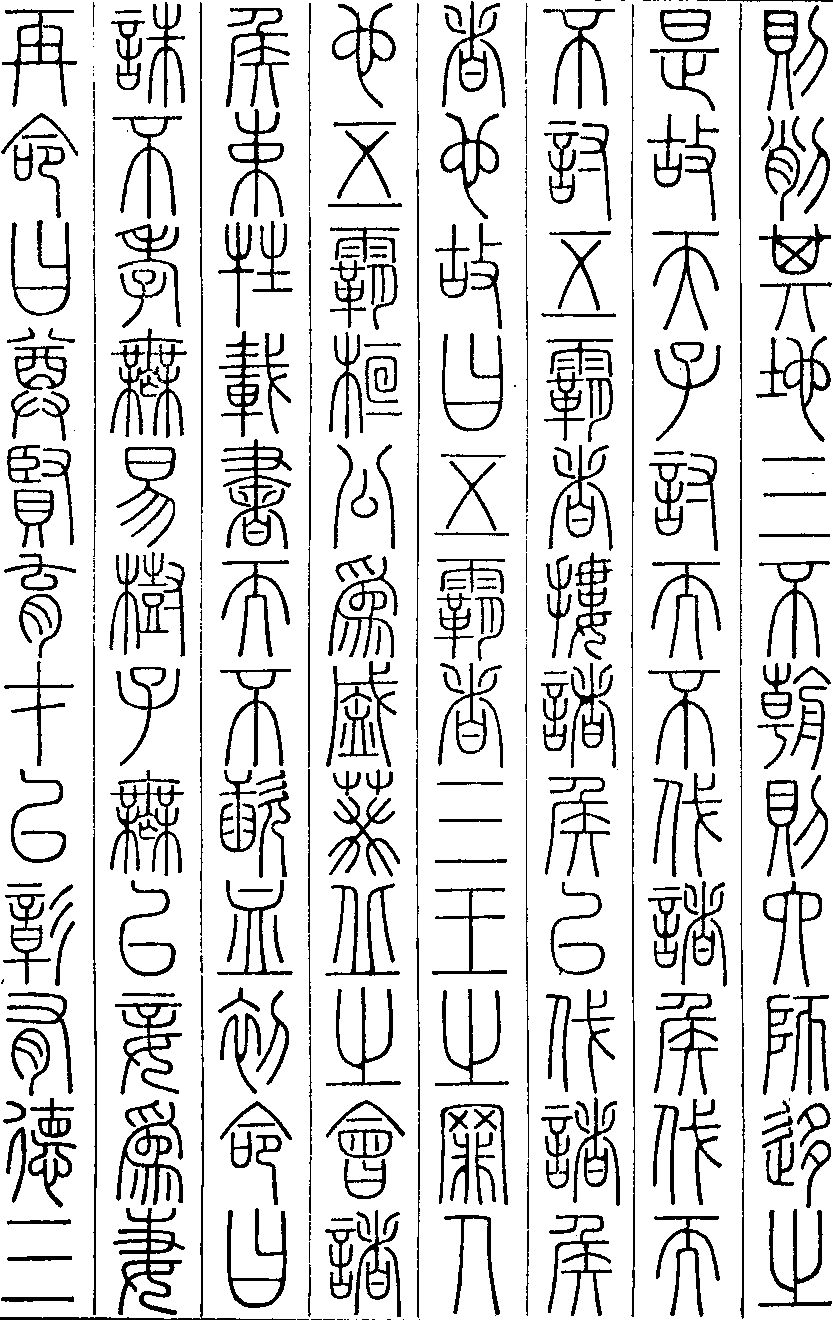 則削其地三不朝則六師移之
是故天子討而不伐諸侯伐而
不討五霸者摟諸侯以伐諸侯
者也故曰五霸者三王之罪人
也五霸桓公為盛葵丘之會諸
侯束牲載書而不歃血初命曰
誅不孝無易樹子無以妾為妻
再命曰尊賢育才以彰有德三